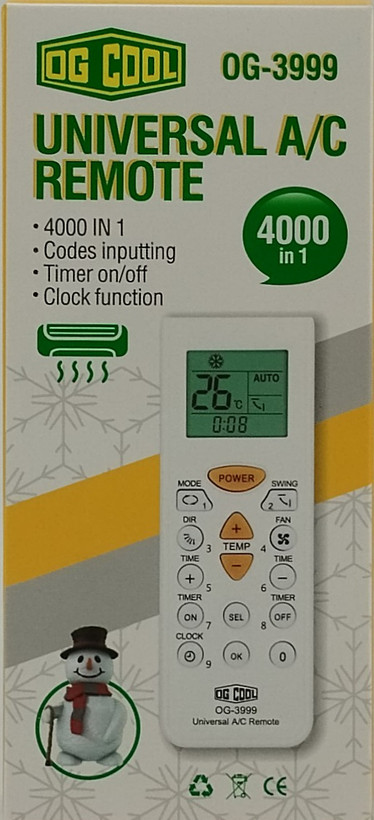 OG COOL
OG-3999
UNIVERSAL A/C
REMOTE
• 4000 IN 1
• Codes inputting
• Timer on/off
• Clock function
4000
in 1
26 °C AUTO
0:08
POWER
MODE SWING
1 2
DIR + FAN
3 TEMP 4
TIME − TIME
+ 5 6 −
TIMER TIMER
ON 7 SEL 8 OFF
CLOCK
9 OK 0
OG COOL
OG-3999
Universal A/C Remote
CE